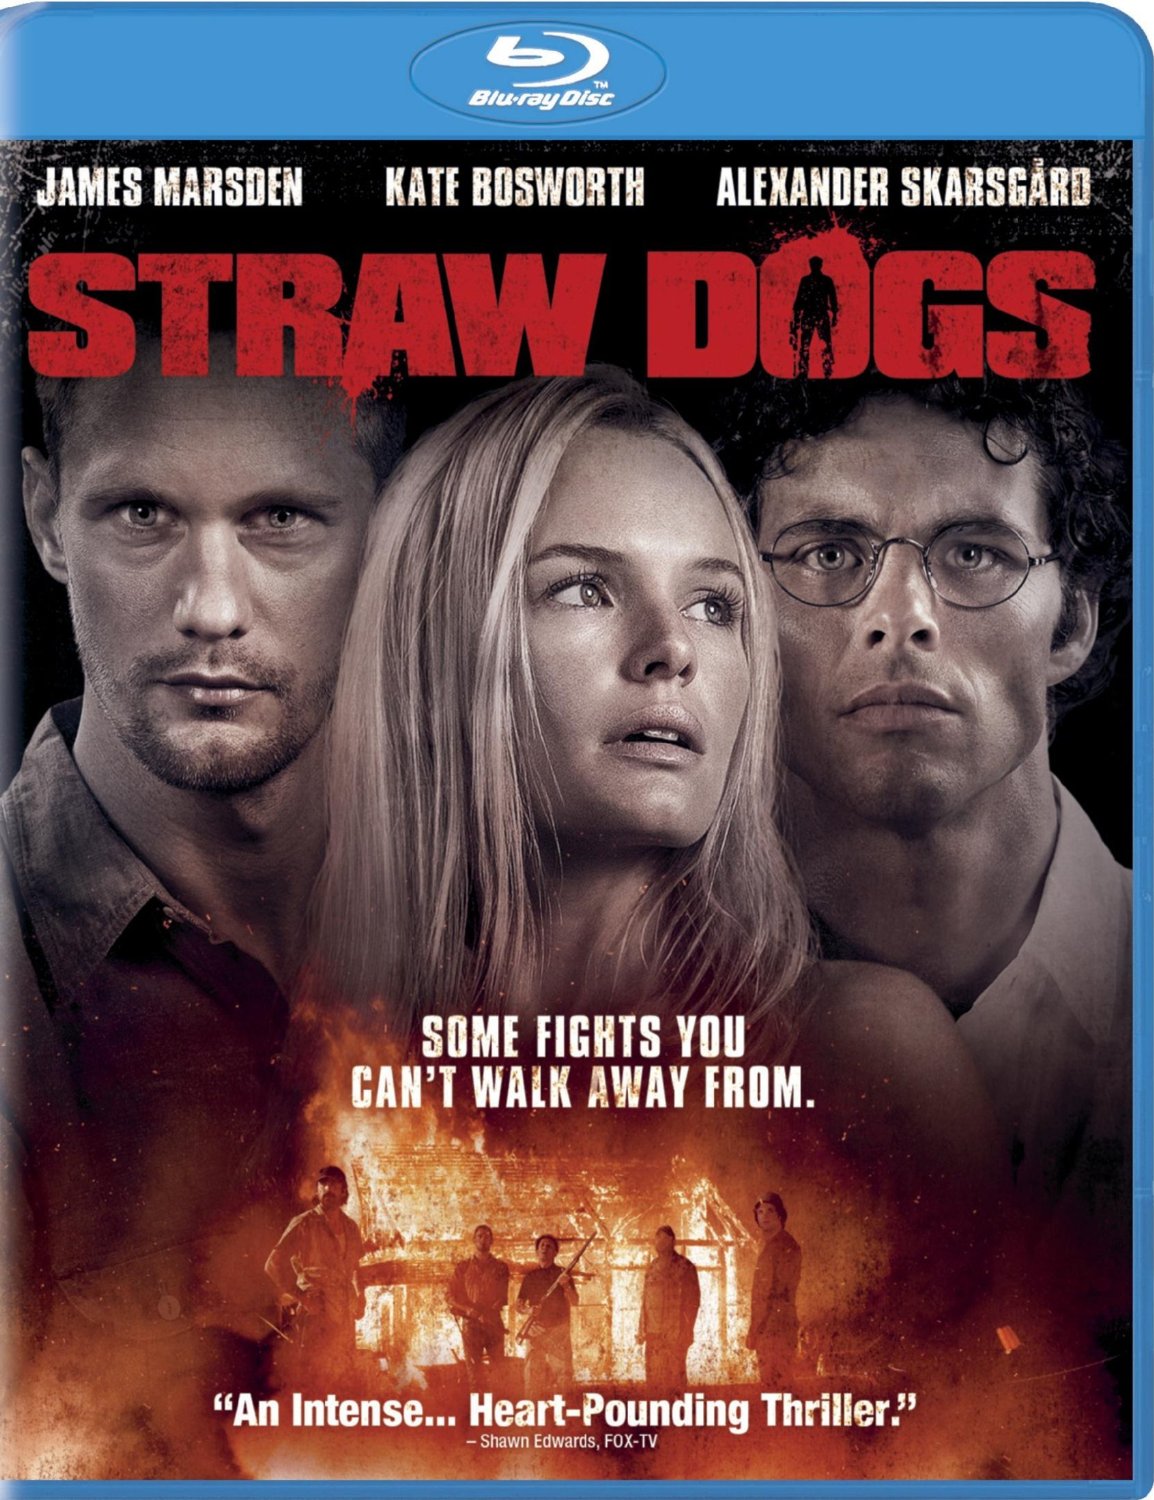 Blu-ray Disc™
JAMES MARSDEN KATE BOSWORTH ALEXANDER SKARSGÅRD
STRAW DOGS
SOME FIGHTS YOU
CAN'T WALK AWAY FROM.
“An Intense... Heart-Pounding Thriller.”
– Shawn Edwards, FOX-TV